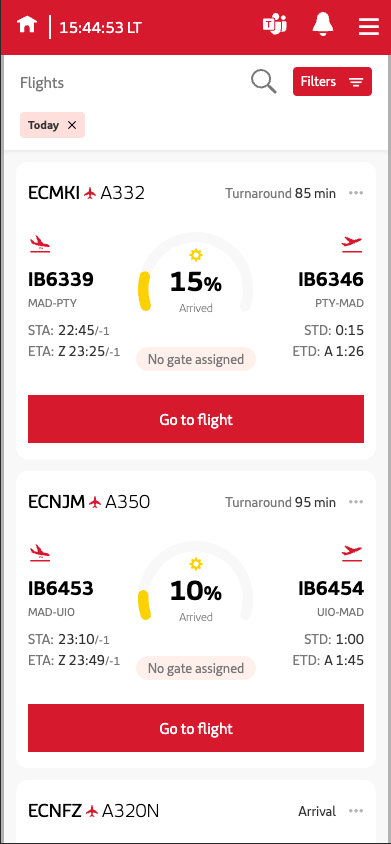 15:44:53 LT
Flights
Filters
Today
ECMKI A332
Turnaround 85 min
15%
Arrived
IB6339
MAD-PTY
STA: 22:45/-1
ETA: Z 23:25/-1
IB6346
PTY-MAD
STD: 0:15
ETD: A 1:26
No gate assigned
Go to flight
ECNJM A350
Turnaround 95 min
10%
Arrived
IB6453
MAD-UIO
STA: 23:10/-1
ETA: Z 23:49/-1
IB6454
UIO-MAD
STD: 1:00
ETD: A 1:45
No gate assigned
Go to flight
ECNFZ A320N
Arrival